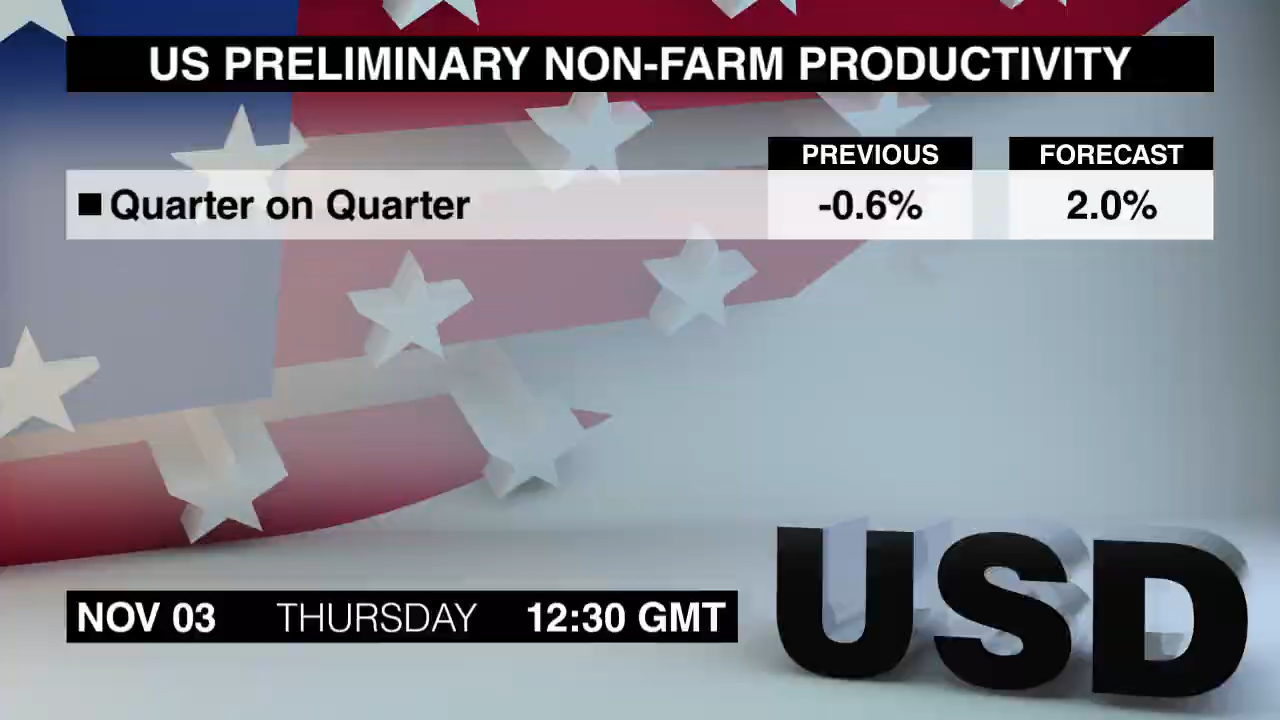 US PRELIMINARY NON-FARM PRODUCTIVITY
PREVIOUS FORECAST
Quarter on Quarter -0.6% 2.0%
NOV 03 THURSDAY 12:30 GMT
USD